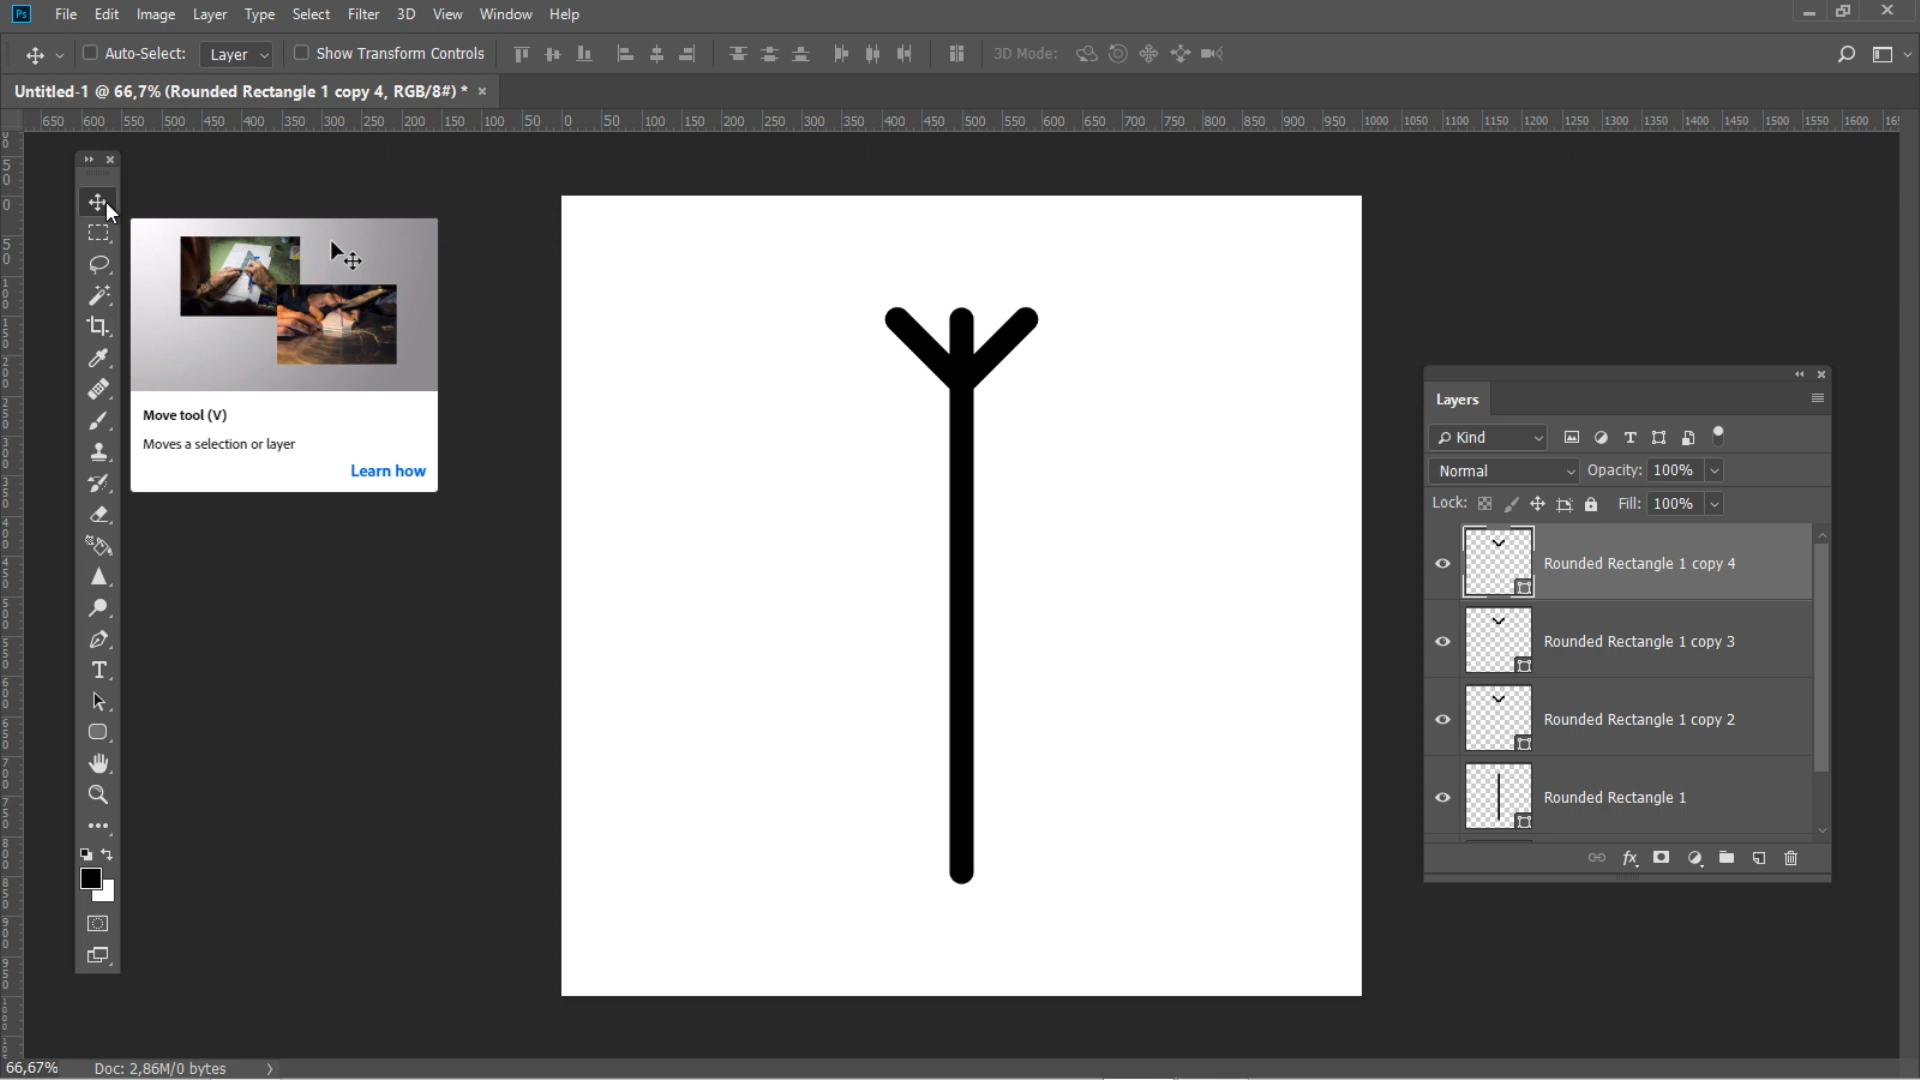 Ps File Edit Image Layer Type Select Filter 3D View Window Help
Auto-Select: Layer Show Transform Controls 3D Mode:
Untitled-1 @ 66,7% (Rounded Rectangle 1 copy 4, RGB/8#) * ×
650 600 550 500 450 400 350 300 250 200 150 100 50 0 50 100 150 200 250 300 350 400 450 500 550 600 650 700 750 800 850 900 950 1000 1050 1100 1150 1200 1250 1300 1350 1400 1450 1500 1550 1600
Move tool (V)
Moves a selection or layer
Learn how
Layers
Kind
Normal Opacity: 100%
Lock: Fill: 100%
Rounded Rectangle 1 copy 4
Rounded Rectangle 1 copy 3
Rounded Rectangle 1 copy 2
Rounded Rectangle 1
66,67% Doc: 2,86M/0 bytes